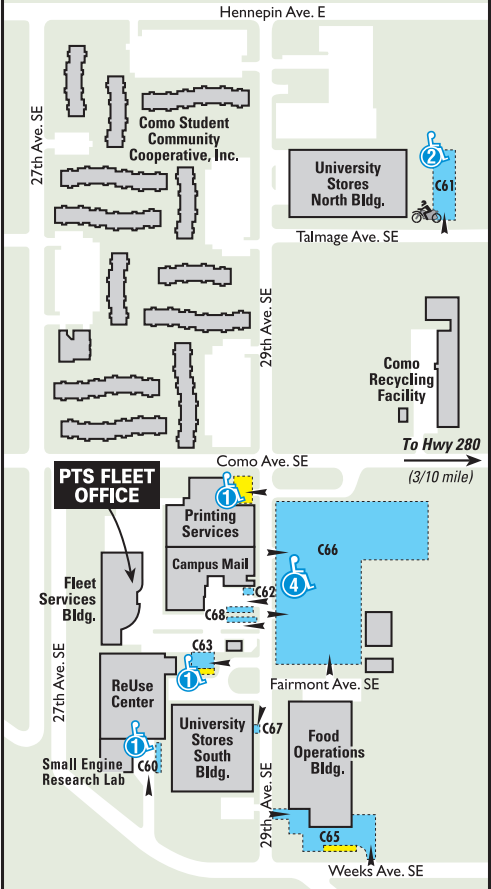 Hennepin Ave. E
27th Ave. SE
Como Student
Community
Cooperative, Inc.
University
Stores
North Bldg.
2
C61
Talmage Ave. SE
29th Ave. SE
Como
Recycling
Facility
To Hwy 280
(3/10 mile)
Como Ave. SE
PTS FLEET
OFFICE
1
Printing
Services
Campus Mail
C66
4
C62
C68
Fleet
Services
Bldg.
C63
1
27th Ave. SE
ReUse
Center
Fairmont Ave. SE
University
Stores
South
Bldg.
C67
Food
Operations
Bldg.
1
Small Engine
Research Lab
C60
29th Ave. SE
C65
Weeks Ave. SE